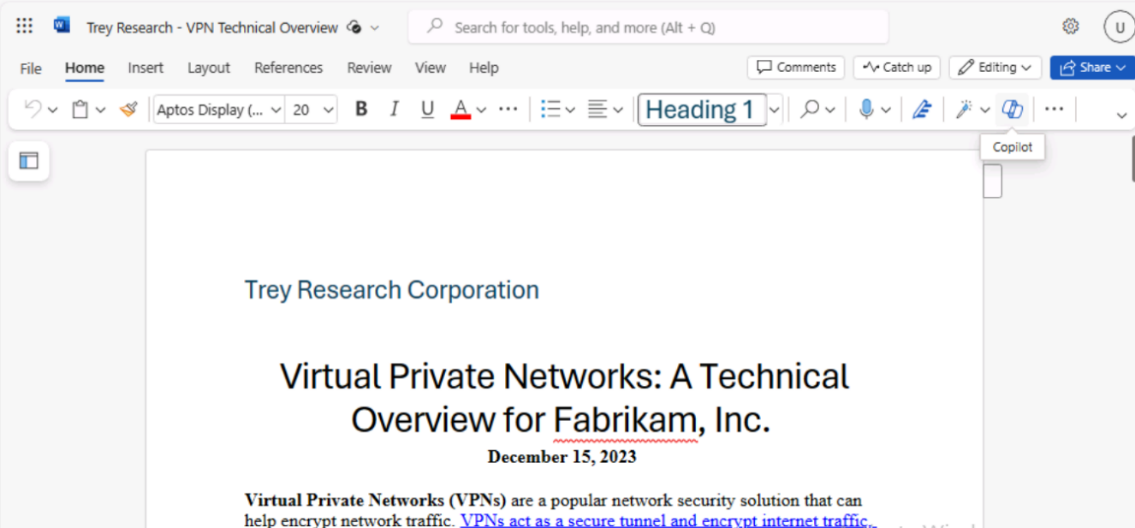 Trey Research - VPN Technical Overview
Search for tools, help, and more (Alt + Q)
U
File Home Insert Layout References Review View Help
Comments Catch up Editing Share
Aptos Display (... 20 B I U A ... Heading 1 ...
Copilot
Trey Research Corporation
Virtual Private Networks: A Technical
Overview for Fabrikam, Inc.
December 15, 2023
Virtual Private Networks (VPNs) are a popular network security solution that can
help encrypt network traffic. VPNs act as a secure tunnel and encrypt internet traffic,